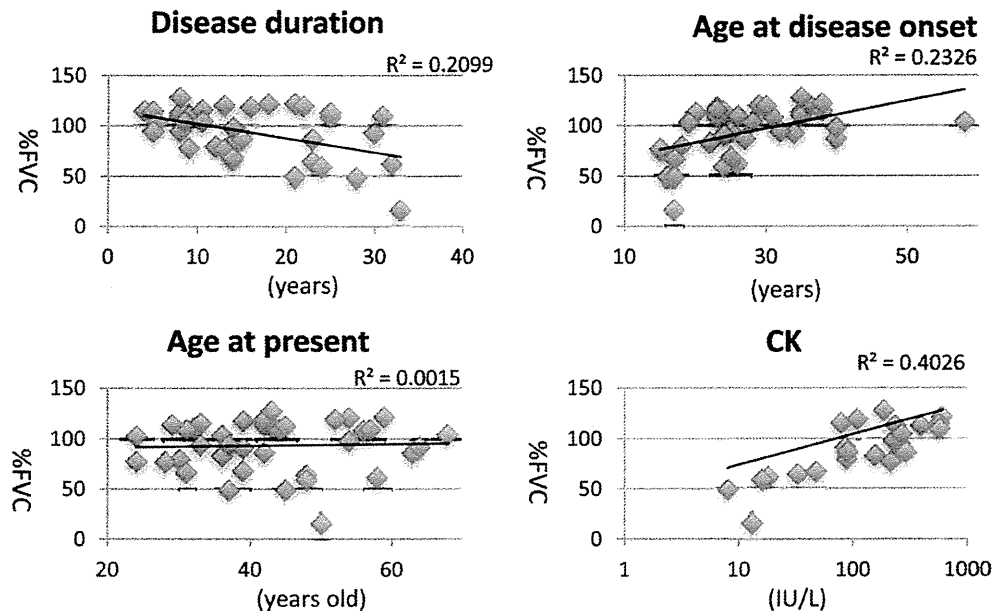 Disease duration
R² = 0.2099
150
100
50
0
%FVC
0 10 20 30 40
(years)
Age at disease onset
R² = 0.2326
150
100
50
0
%FVC
10 30 50
(years)
Age at present
R² = 0.0015
150
100
50
0
%FVC
20 40 60
(years old)
CK
R² = 0.4026
150
100
50
0
%FVC
1 10 100 1000
(IU/L)